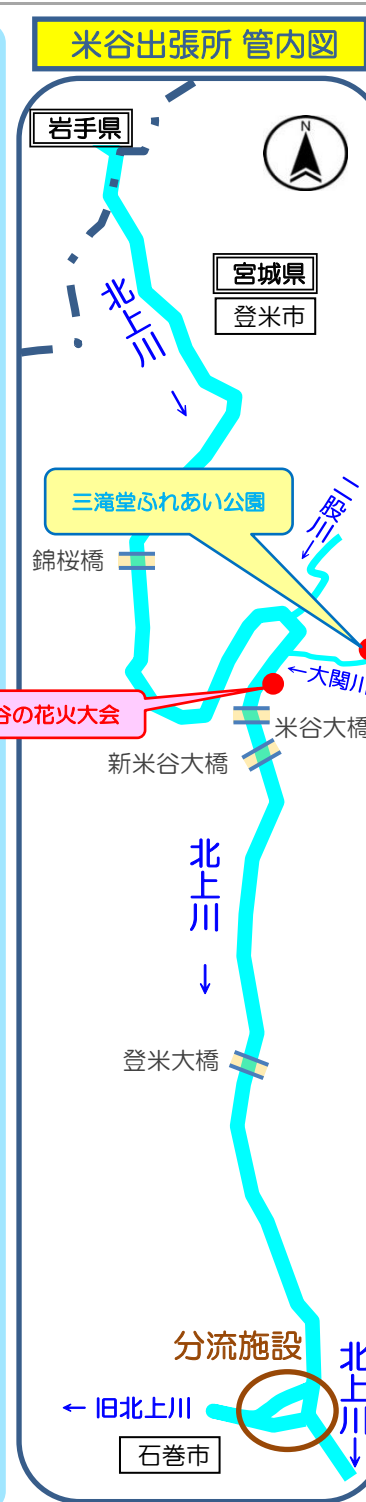 米谷出張所 管内図
岩手県
N
宮城県
登米市
北上川
↓
三滝堂ふれあい公園
二股川
↓
錦桜橋
←大関川
谷の花火大会
米谷大橋
新米谷大橋
北上川
↓
登米大橋
分流施設
北上川
↓
← 旧北上川
石巻市